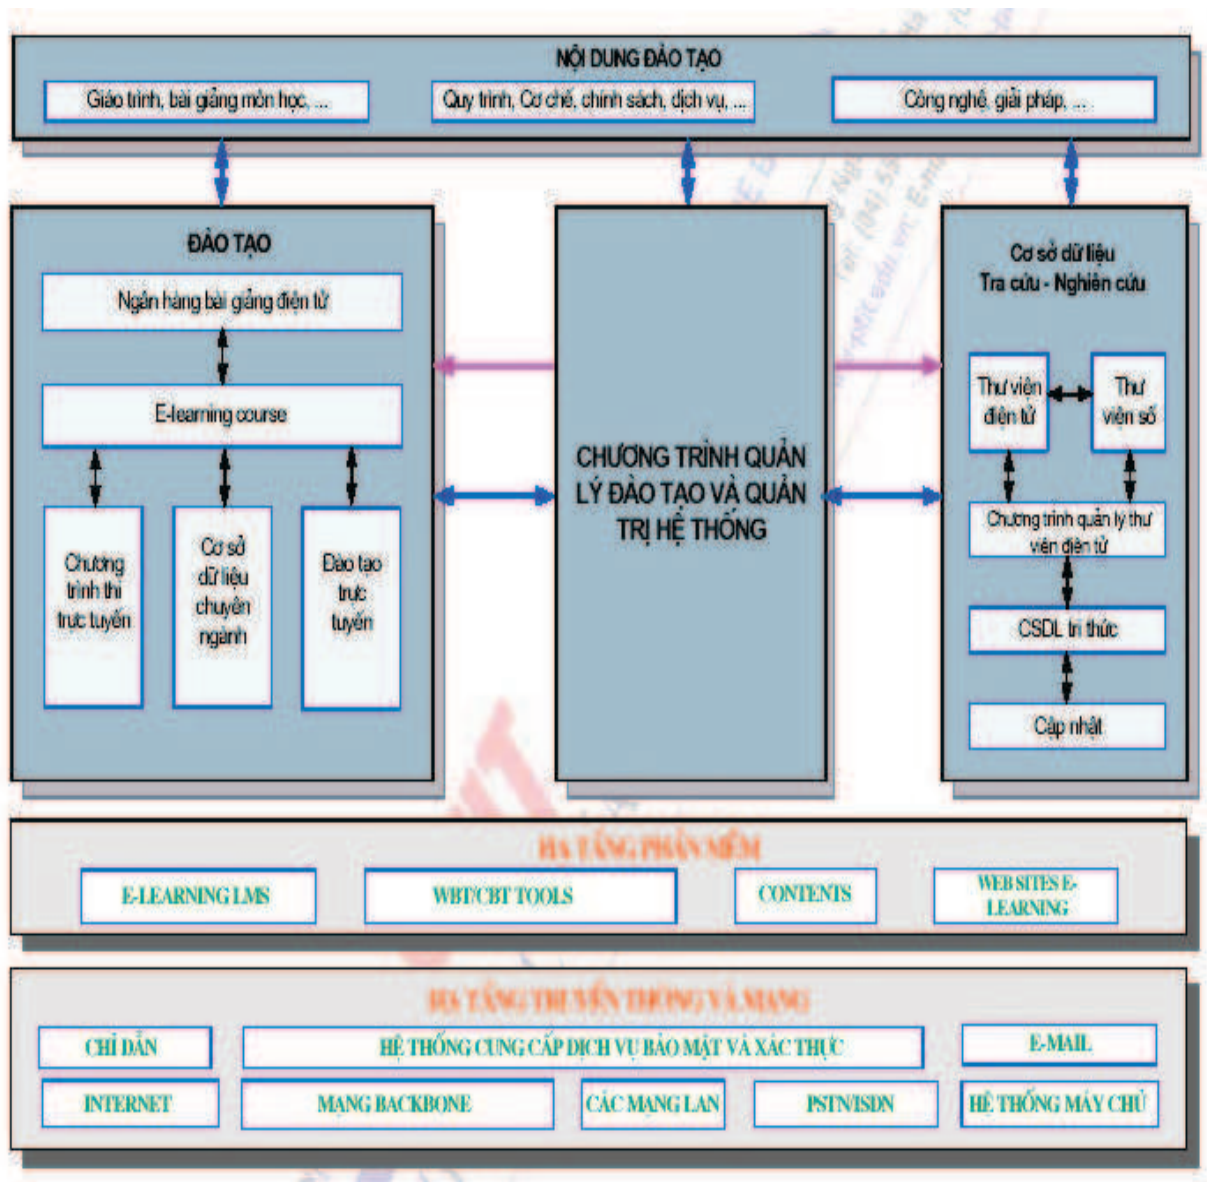 NỘI DUNG ĐÀO TẠO
Giáo trình, bài giảng môn học, ...
Quy trình, Cơ chế, chính sách, dịch vụ, ...
Công nghệ, giải pháp, ...
ĐÀO TẠO
Ngân hàng bài giảng điện tử
E-learning course
Chương
trình thi
trực tuyến
Cơ sở
dữ liệu
chuyên
ngành
Đào tạo
trực
tuyến
CHƯƠNG TRÌNH QUẢN
LÝ ĐÀO TẠO VÀ QUẢN
TRỊ HỆ THỐNG
Cơ sở dữ liệu
Tra cứu - Nghiên cứu
Thư viện
điện tử
Thư
viện số
Chương trình quản lý thư
viện điện tử
CSDL tri thức
Cập nhật
HẠ TẦNG PHẦN MỀM
E-LEARNING LMS
WBT/CBT TOOLS
CONTENTS
WEB SITES E-
LEARNING
HẠ TẦNG TRUYỀN THÔNG VÀ MẠNG
CHỈ DẪN
HỆ THỐNG CUNG CẤP DỊCH VỤ BẢO MẬT VÀ XÁC THỰC
E-MAIL
INTERNET
MẠNG BACKBONE
CÁC MẠNG LAN
PSTN/ISDN
HỆ THỐNG MÁY CHỦ